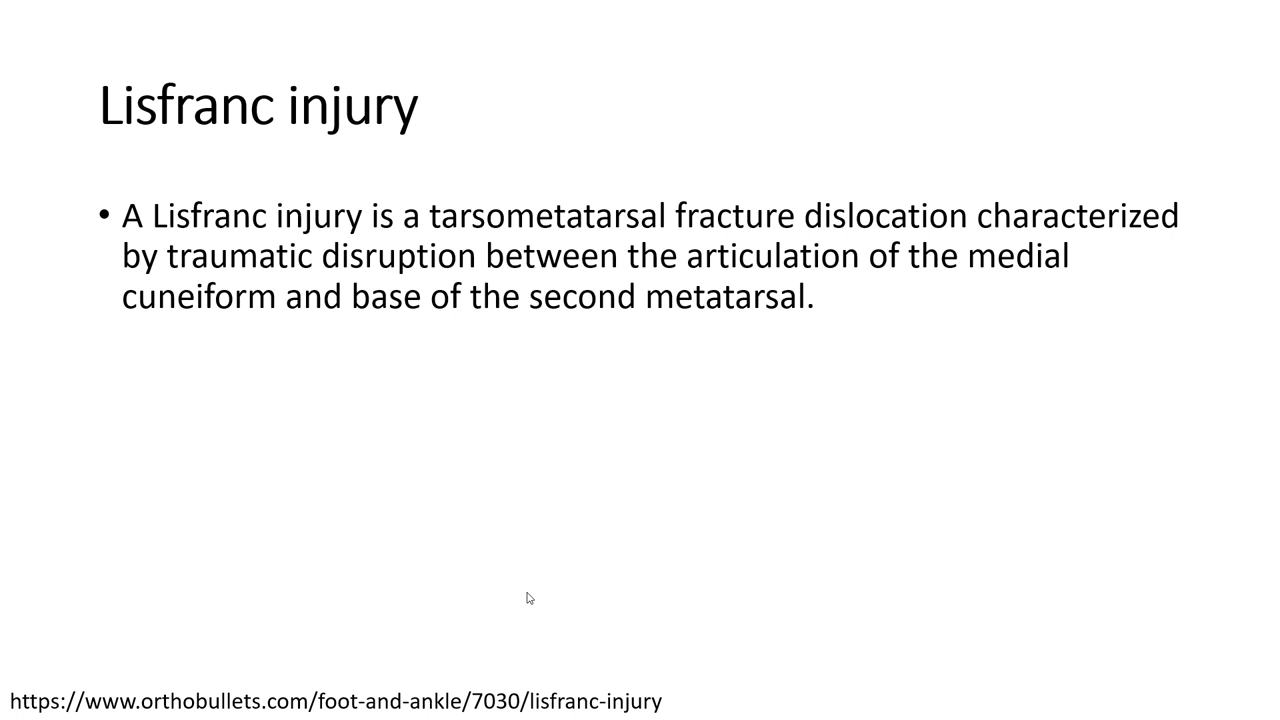 Lisfranc injury
• A Lisfranc injury is a tarsometatarsal fracture dislocation characterized
by traumatic disruption between the articulation of the medial
cuneiform and base of the second metatarsal.
https://www.orthobullets.com/foot-and-ankle/7030/lisfranc-injury